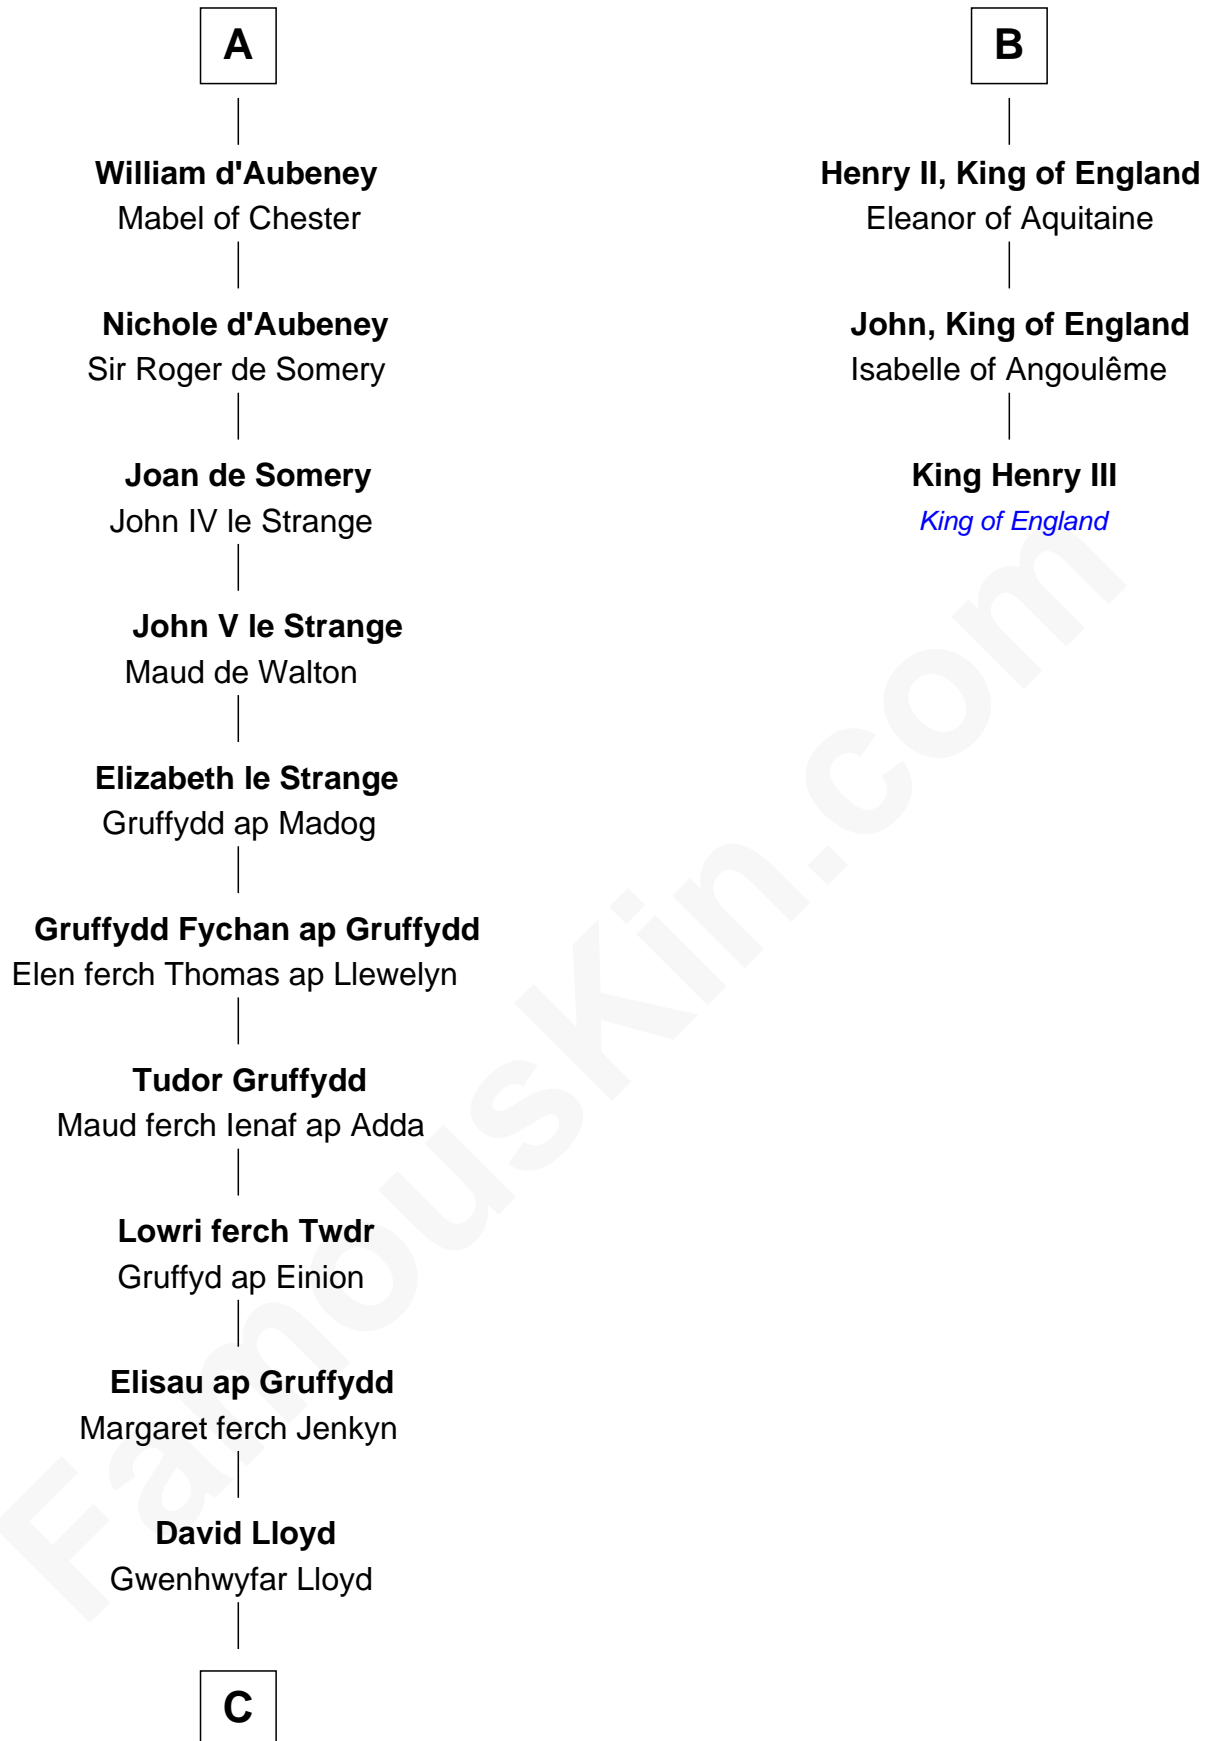 A
William d'Aubeney
Mabel of Chester
Nichole d'Aubeney
Sir Roger de Somery
Joan de Somery
John IV le Strange
John V le Strange
Maud de Walton
Elizabeth le Strange
Gruffydd ap Madog
Gruffydd Fychan ap Gruffydd
Elen ferch Thomas ap Llewelyn
Tudor Gruffydd
Maud ferch Ienaf ap Adda
Lowri ferch Twdr
Gruffyd ap Einion
Elisau ap Gruffydd
Margaret ferch Jenkyn
David Lloyd
Gwenhwyfar Lloyd
C
B
Henry II, King of England
Eleanor of Aquitaine
John, King of England
Isabelle of Angoulême
King Henry III
King of England
FamousKin.com